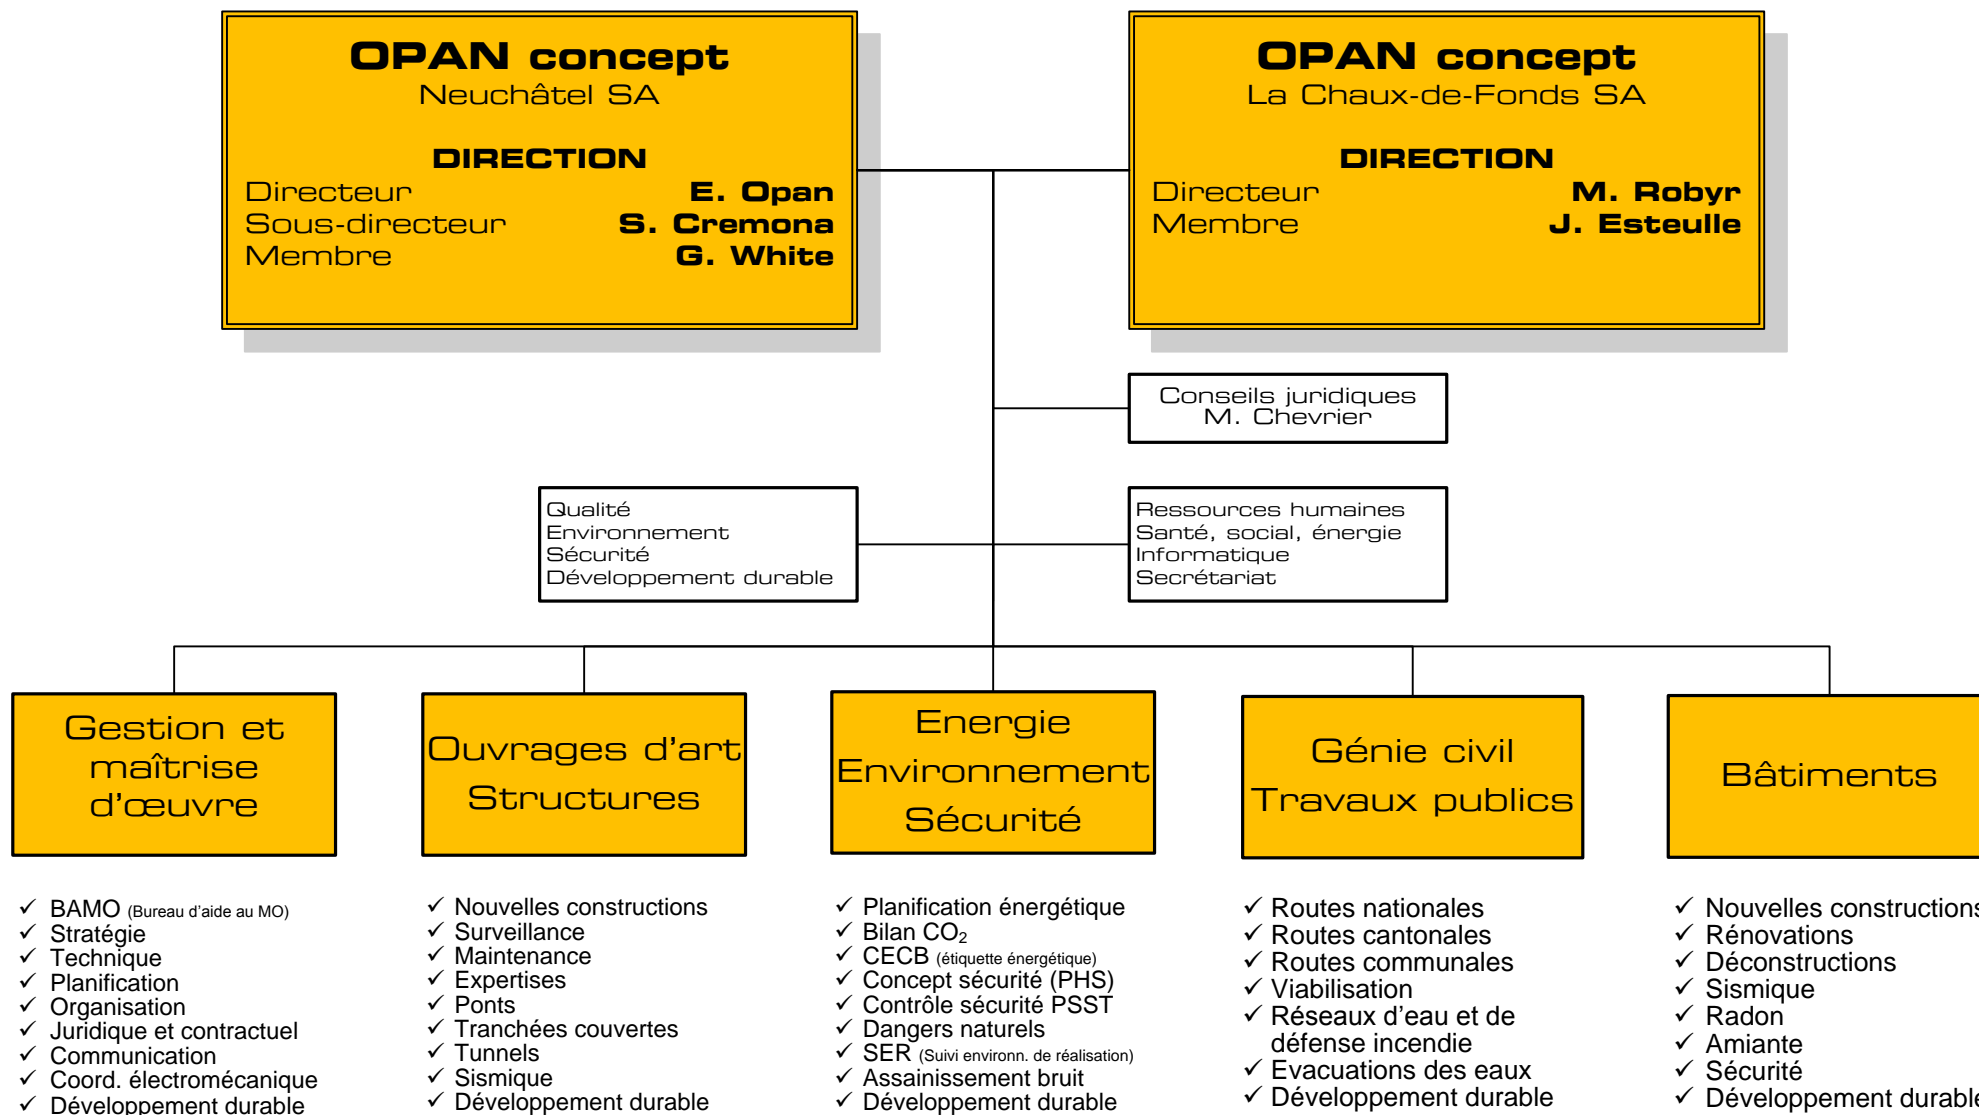 OPAN concept
Neuchâtel SA
DIRECTION
Directeur E. Opan
Sous-directeur S. Cremona
Membre G. White
OPAN concept
La Chaux-de-Fonds SA
DIRECTION
Directeur M. Robyr
Membre J. Esteulle
Conseils juridiques
M. Chevrier
Qualité
Environnement
Sécurité
Développement durable
Ressources humaines
Santé, social, énergie
Informatique
Secrétariat
Gestion et
maîtrise
d'œuvre
Ouvrages d'art
Structures
Energie
Environnement
Sécurité
Génie civil
Travaux publics
Bâtiments
✓ BAMO (Bureau d'aide au MO)
✓ Stratégie
✓ Technique
✓ Planification
✓ Organisation
✓ Juridique et contractuel
✓ Communication
✓ Coord. électromécanique
✓ Développement durable
✓ Nouvelles constructions
✓ Surveillance
✓ Maintenance
✓ Expertises
✓ Ponts
✓ Tranchées couvertes
✓ Tunnels
✓ Sismique
✓ Développement durable
✓ Planification énergétique
✓ Bilan CO₂
✓ CECB (étiquette énergétique)
✓ Concept sécurité (PHS)
✓ Contrôle sécurité PSST
✓ Dangers naturels
✓ SER (Suivi environn. de réalisation)
✓ Assainissement bruit
✓ Développement durable
✓ Routes nationales
✓ Routes cantonales
✓ Routes communales
✓ Viabilisation
✓ Réseaux d'eau et de
défense incendie
✓ Evacuations des eaux
✓ Développement durable
✓ Nouvelles constructions
✓ Rénovations
✓ Déconstructions
✓ Sismique
✓ Radon
✓ Amiante
✓ Sécurité
✓ Développement durable